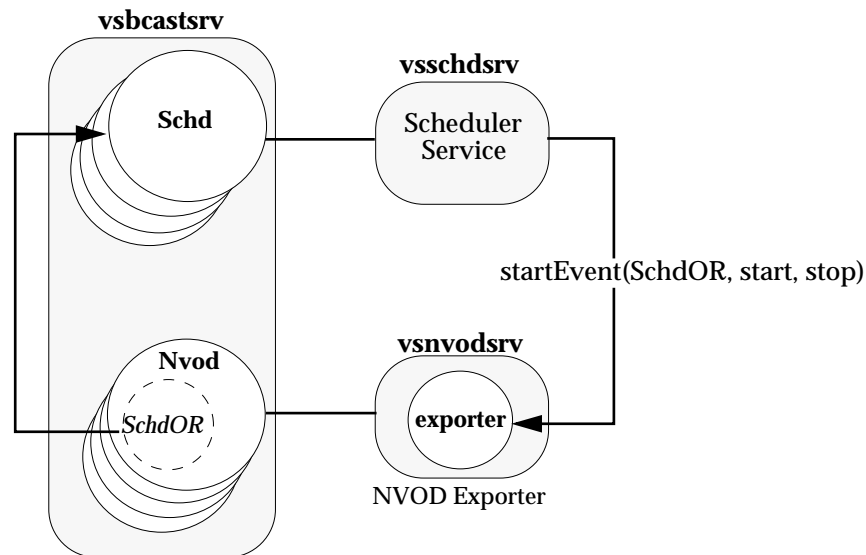 vsbcastsrv
vsschdsrv
Schd
Scheduler
Service
startEvent(SchdOR, start, stop)
vsnvodsrv
Nvod
SchdOR
exporter
NVOD Exporter